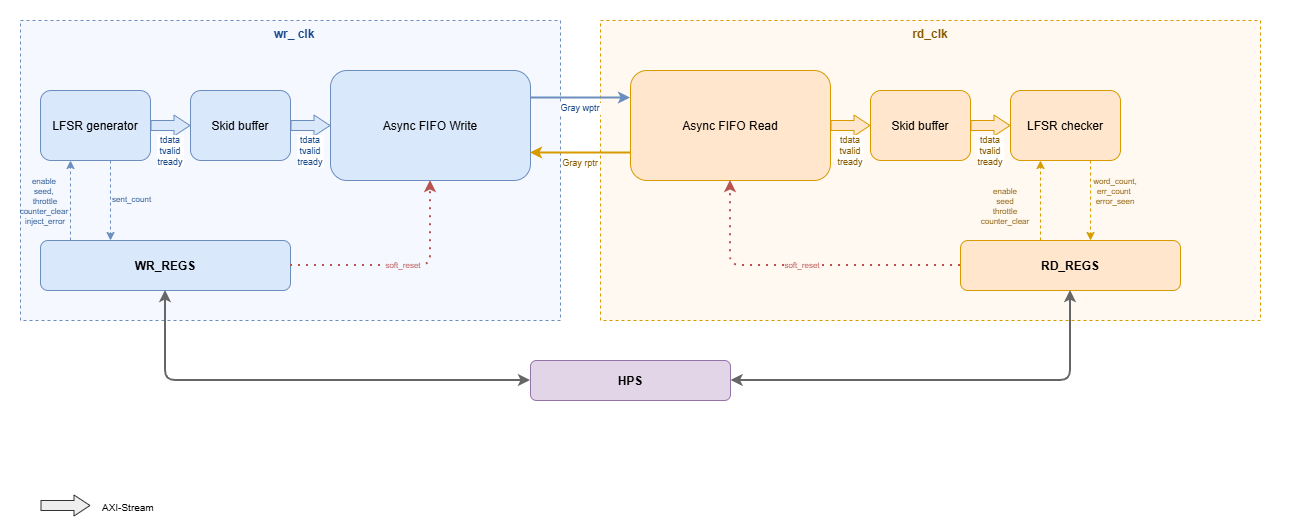 wr_ clk
rd_clk
LFSR generator
Skid buffer
Async FIFO Write
Async FIFO Read
Skid buffer
LFSR checker
Gray wptr
Gray rptr
tdata
tvalid
tready
tdata
tvalid
tready
tdata
tvalid
tready
tdata
tvalid
tready
enable
seed,
throttle
counter_clear
inject_error
sent_count
enable
seed
throttle
counter_clear
word_count,
err_count
error_seen
WR_REGS
soft_reset
soft_reset
RD_REGS
HPS
AXI-Stream